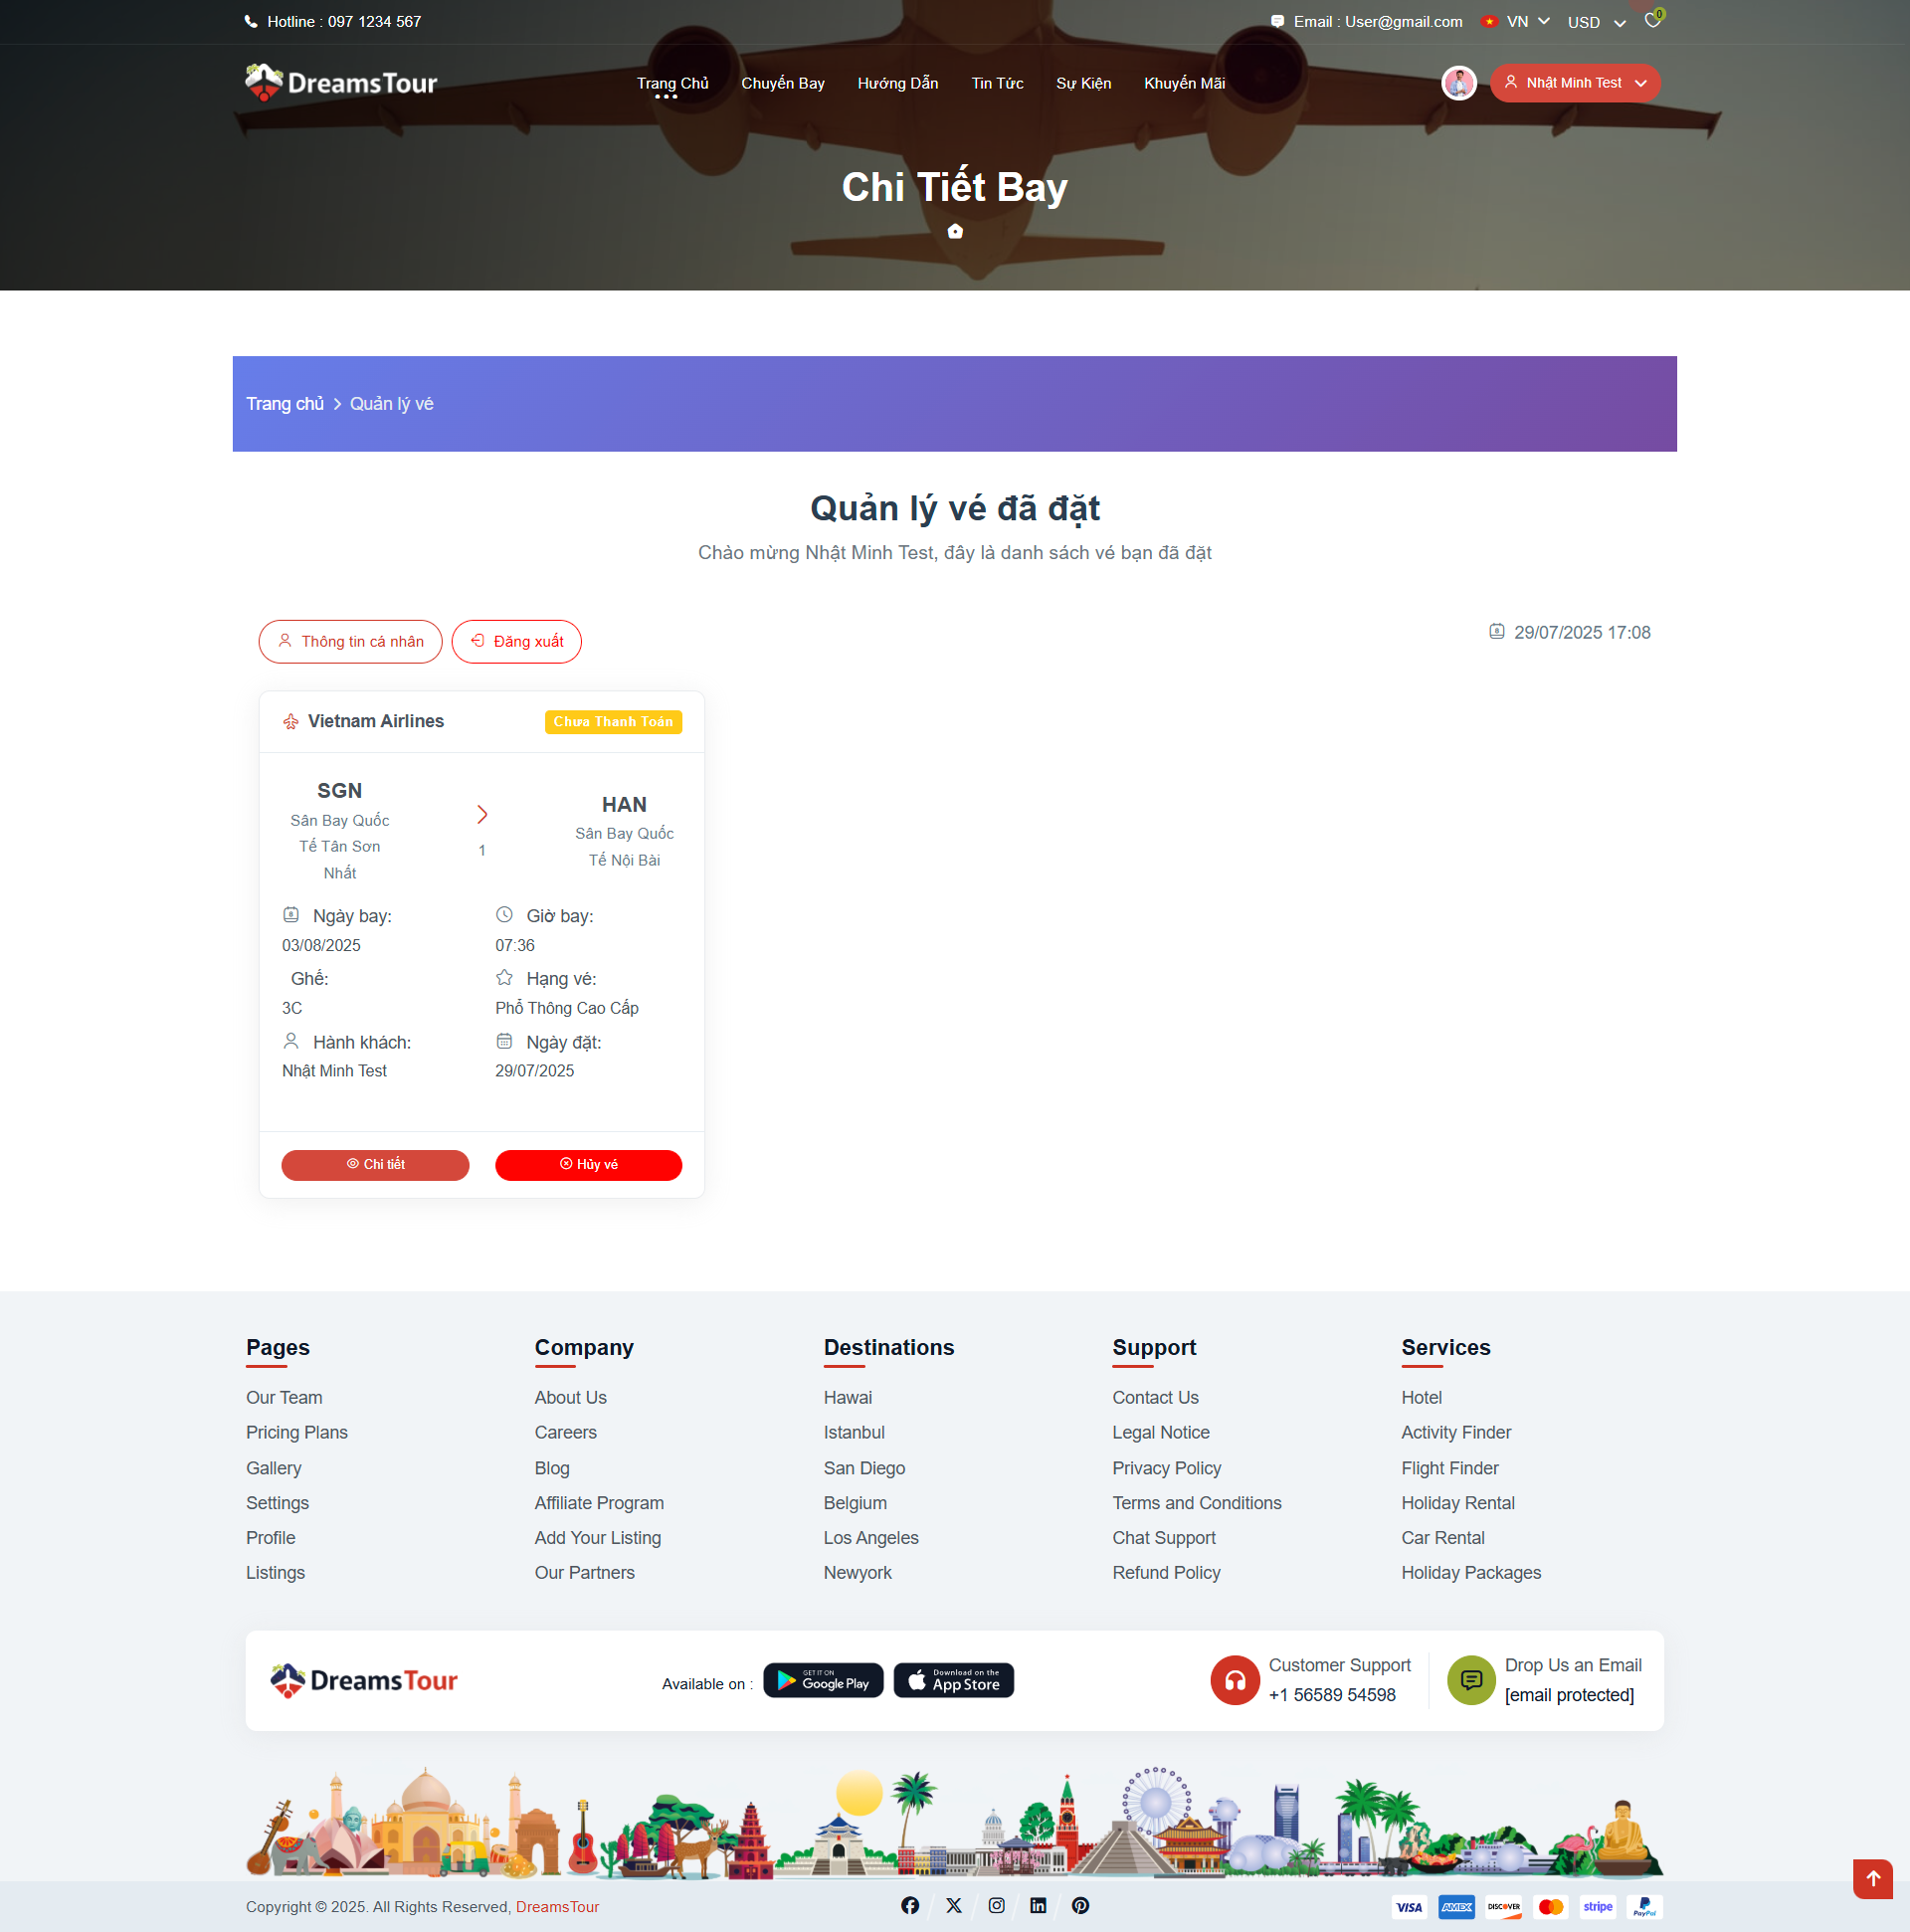 Hotline : 097 1234 567
Email : User@gmail.com
VN
USD
0
DreamsTour
Trang Chủ
Chuyến Bay
Hướng Dẫn
Tin Tức
Sự Kiện
Khuyến Mãi
Nhật Minh Test
Chi Tiết Bay
Trang chủ
Quản lý vé
Quản lý vé đã đặt
Chào mừng Nhật Minh Test, đây là danh sách vé bạn đã đặt
Thông tin cá nhân
Đăng xuất
29/07/2025 17:08
Vietnam Airlines
Chưa Thanh Toán
SGN
Sân Bay Quốc
Tế Tân Sơn
Nhất
1
HAN
Sân Bay Quốc
Tế Nội Bài
Ngày bay:
03/08/2025
Giờ bay:
07:36
Ghế:
3C
Hạng vé:
Phổ Thông Cao Cấp
Hành khách:
Nhật Minh Test
Ngày đặt:
29/07/2025
Chi tiết
Hủy vé
Pages
Our Team
Pricing Plans
Gallery
Settings
Profile
Listings
Company
About Us
Careers
Blog
Affiliate Program
Add Your Listing
Our Partners
Destinations
Hawai
Istanbul
San Diego
Belgium
Los Angeles
Newyork
Support
Contact Us
Legal Notice
Privacy Policy
Terms and Conditions
Chat Support
Refund Policy
Services
Hotel
Activity Finder
Flight Finder
Holiday Rental
Car Rental
Holiday Packages
DreamsTour
Available on :
GET IT ON
Google Play
Download on the
App Store
Customer Support
+1 56589 54598
Drop Us an Email
[email protected]
Copyright © 2025. All Rights Reserved, DreamsTour
VISA
AMEX
DISCOVER
stripe
PayPal